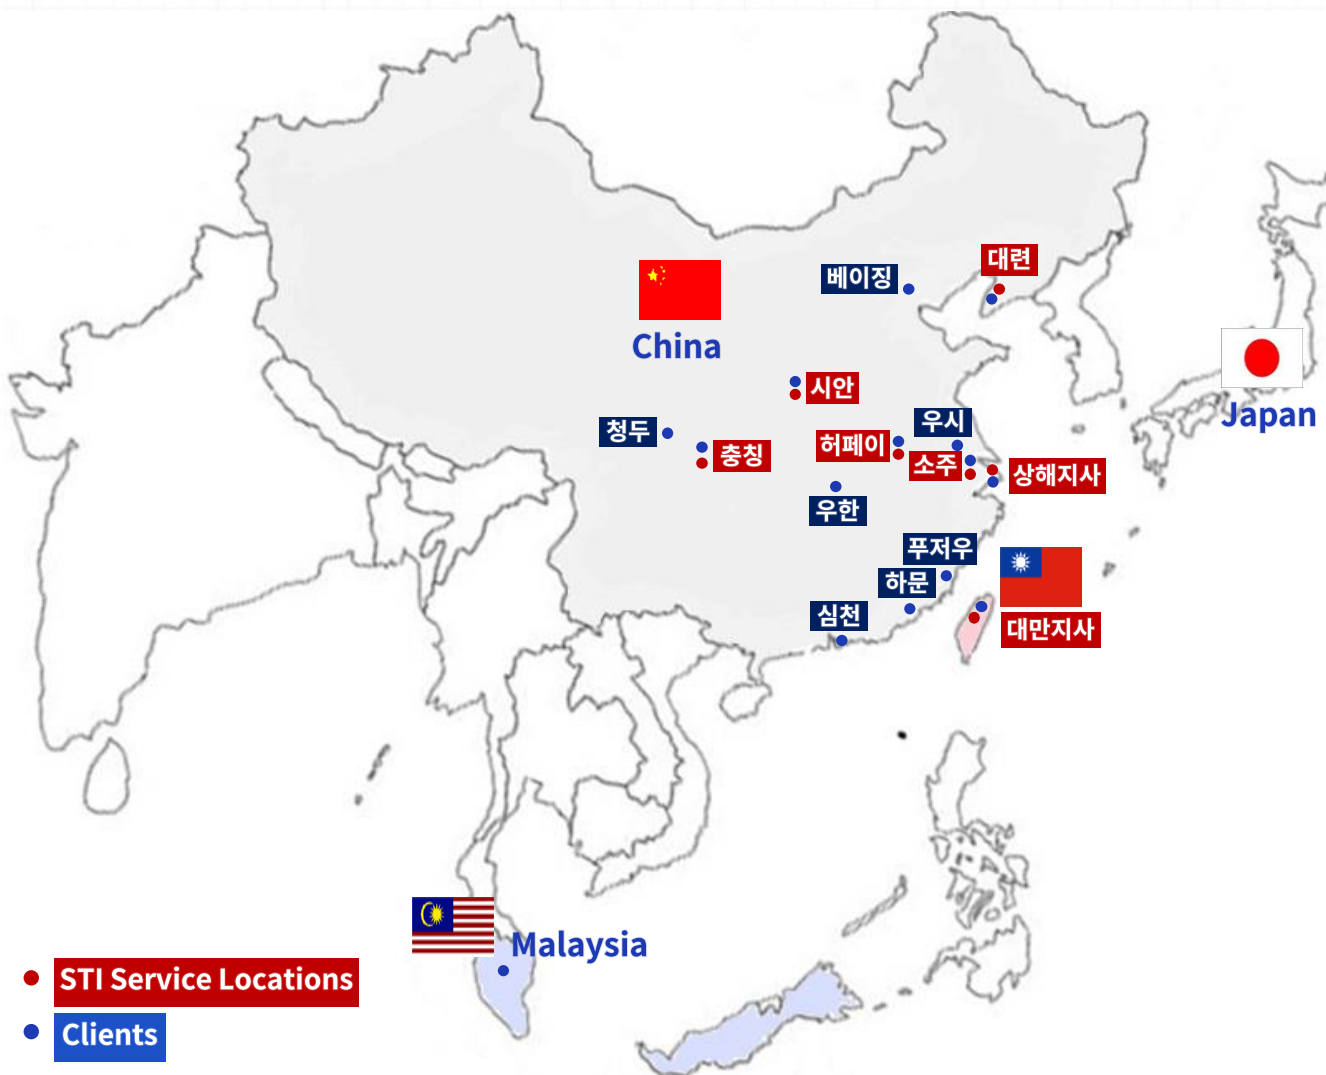 대련
베이징
China
Japan
시안
우시
청두
허페이
충칭
소주
상해지사
우한
푸저우
하문
심천
대만지사
Malaysia
STI Service Locations
Clients